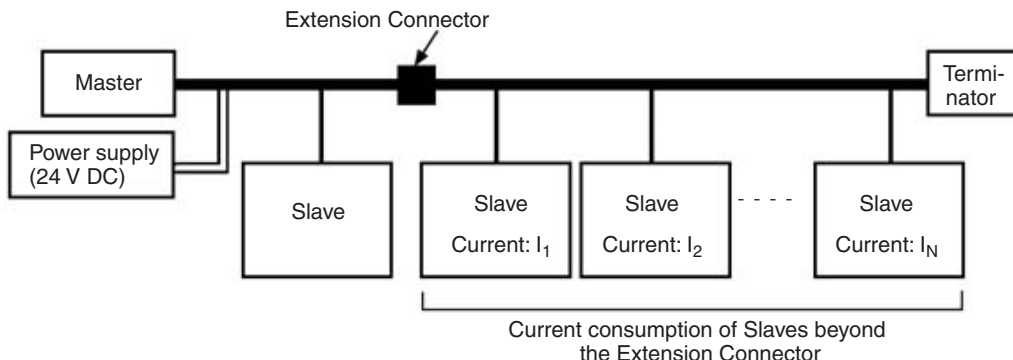 Extension Connector
Master
Termi-
nator
Power supply
(24 V DC)
Slave
Slave
Current: I₁
Slave
Current: I₂
- - - -
Slave
Current: I_N
Current consumption of Slaves beyond
the Extension Connector